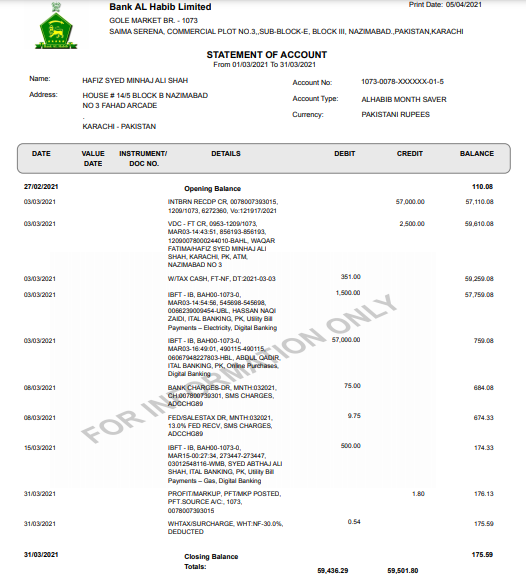 Bank AL Habib Limited
Print Date: 05/04/2021
GOLE MARKET BR. - 1073
SAIMA SERENA, COMMERCIAL PLOT NO.3,,SUB-BLOCK-E, BLOCK III, NAZIMABAD.,PAKISTAN,KARACHI
STATEMENT OF ACCOUNT
From 01/03/2021 To 31/03/2021
Name: HAFIZ SYED MINHAJ ALI SHAH
Account No: 1073-0078-XXXXXX-01-5
Address: HOUSE # 14/5 BLOCK B NAZIMABAD
NO 3 FAHAD ARCADE
Account Type: ALHABIB MONTH SAVER
.
Currency: PAKISTANI RUPEES
KARACHI - PAKISTAN
DATE VALUE DATE INSTRUMENT/ DOC NO. DETAILS DEBIT CREDIT BALANCE
27/02/2021 Opening Balance 110.08
03/03/2021 INTBRN RECDP CR, 0078007393015, 57,000.00 57,110.08
1209/1073, 6272360, Vo:121917/2021
03/03/2021 VDC - FT CR, 0953-1209/1073, 2,500.00 59,610.08
MAR03-14:43:51, 856193-856193,
12090078000244010-BAHL, WAQAR
FATIMA/HAFIZ SYED MINHAJ ALI
SHAH, KARACHI, PK, ATM,
NAZIMABAD NO 3
03/03/2021 W/TAX CASH, FT-NF, DT:2021-03-03 351.00 59,259.08
03/03/2021 IBFT - IB, BAH00-1073-0, 1,500.00 57,759.08
MAR03-14:54:56, 545698-545698,
0066239009454-UBL, HASSAN NAQI
ZAIDI, ITAL BANKING, PK, Utility Bill
Payments – Electricity, Digital Banking
03/03/2021 IBFT - IB, BAH00-1073-0, 57,000.00 759.08
MAR03-16:49:01, 490115-490115,
06067948227803-HBL, ABDUL QADIR,
ITAL BANKING, PK, Online Purchases,
Digital Banking
08/03/2021 BANK CHARGES-DR, MNTH:032021, 75.00 684.08
CH:007800739301, SMS CHARGES,
ADCCHG89
08/03/2021 FED/SALESTAX DR, MNTH:032021, 9.75 674.33
13.0% FED RECV, SMS CHARGES,
ADCCHG89
15/03/2021 IBFT - IB, BAH00-1073-0, 500.00 174.33
MAR15-00:27:34, 273447-273447,
03012548116-WMB, SYED ABTHAJ ALI
SHAH, ITAL BANKING, PK, Utility Bill
Payments – Gas, Digital Banking
31/03/2021 PROFIT/MARKUP, PFT/MKP POSTED, 1.80 176.13
PFT.SOURCE A/C., 1073,
0078007393015
31/03/2021 WHTAX/SURCHARGE, WHT:NF-30.0%, 0.54 175.59
DEDUCTED
31/03/2021 Closing Balance 175.59
Totals: 59,436.29 59,501.80
FOR INFORMATION ONLY